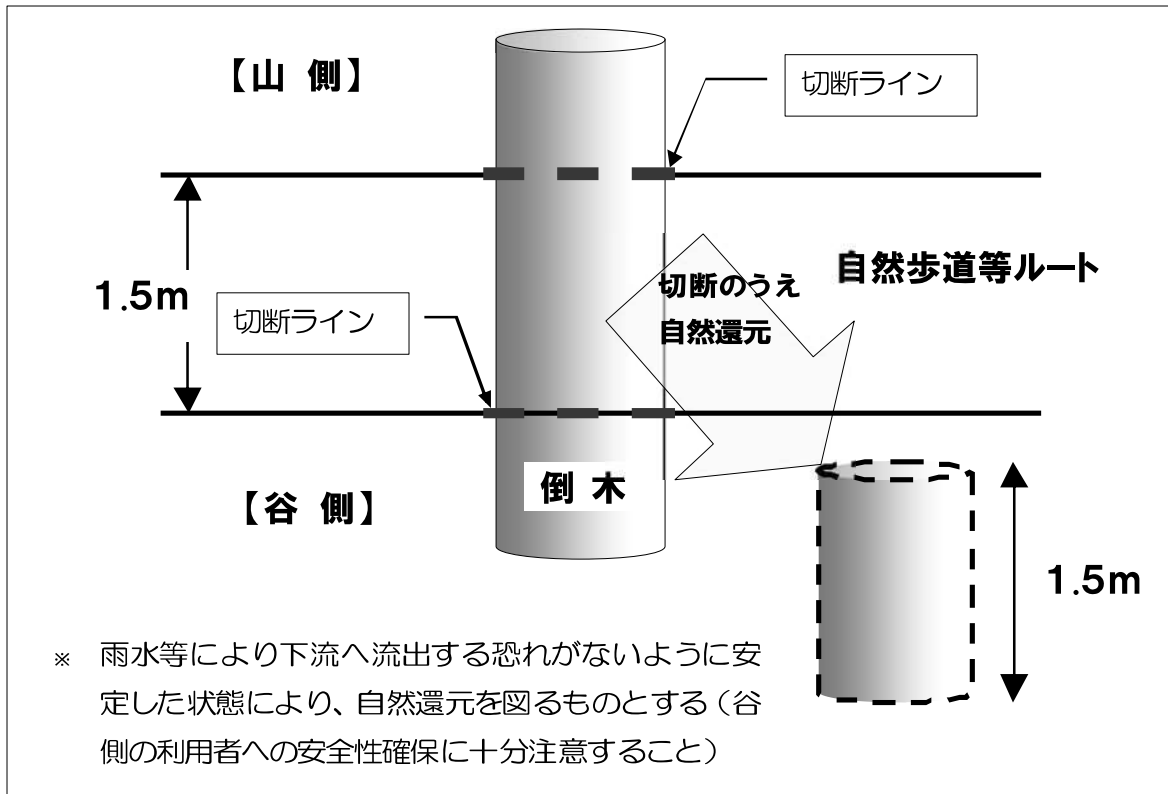 【山 側】
切断ライン
自然歩道等ルート
1.5m
切断のうえ
自然還元
切断ライン
倒 木
【谷 側】
1.5m
※ 雨水等により下流へ流出する恐れがないように安
定した状態により、自然還元を図るものとする（谷
側の利用者への安全性確保に十分注意すること）